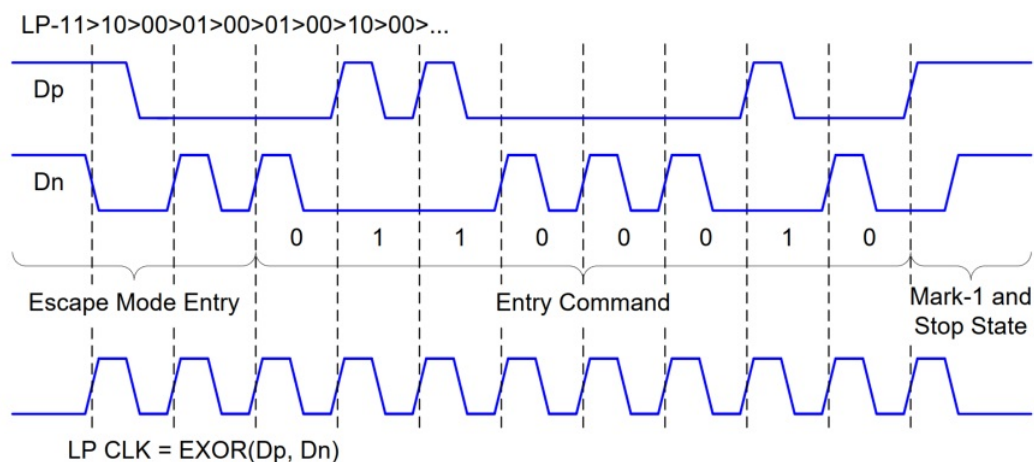 LP-11>10>00>01>00>01>00>10>00>...
Dp
Dn
0 1 1 0 0 0 1 0
Escape Mode Entry
Entry Command
Mark-1 and
Stop State
LP CLK = EXOR(Dp, Dn)